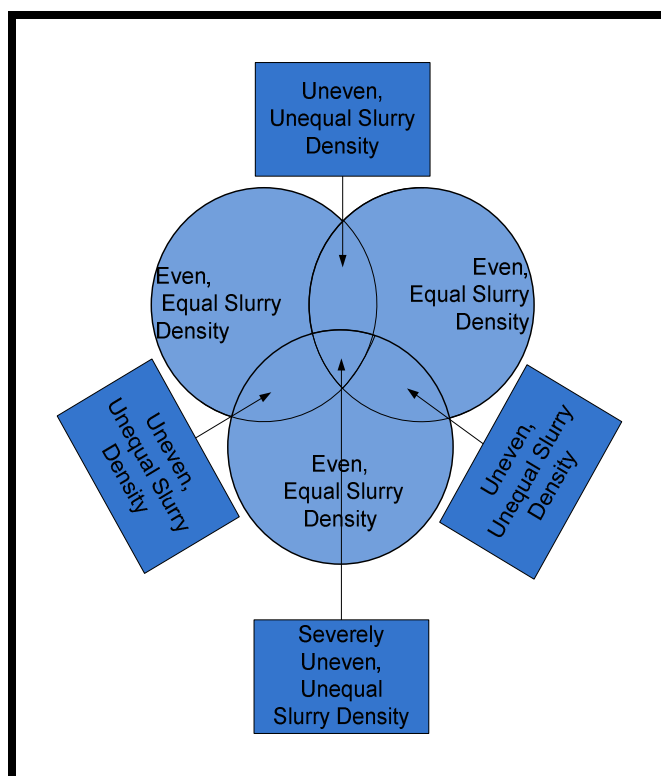 Uneven,
Unequal Slurry
Density
Even,
Equal Slurry
Density
Even,
Equal Slurry
Density
Uneven,
Unequal Slurry
Density
Even,
Equal Slurry
Density
Uneven,
Unequal Slurry
Density
Severely
Uneven,
Unequal
Slurry Density